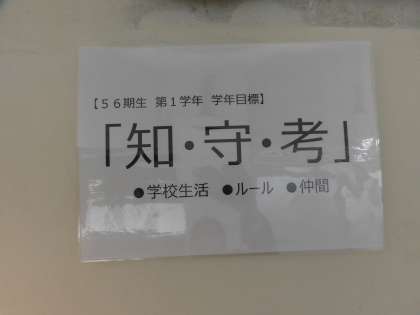 【５６期生 第１学年 学年目標】
「知・守・考」
●学校生活 ●ルール ●仲間